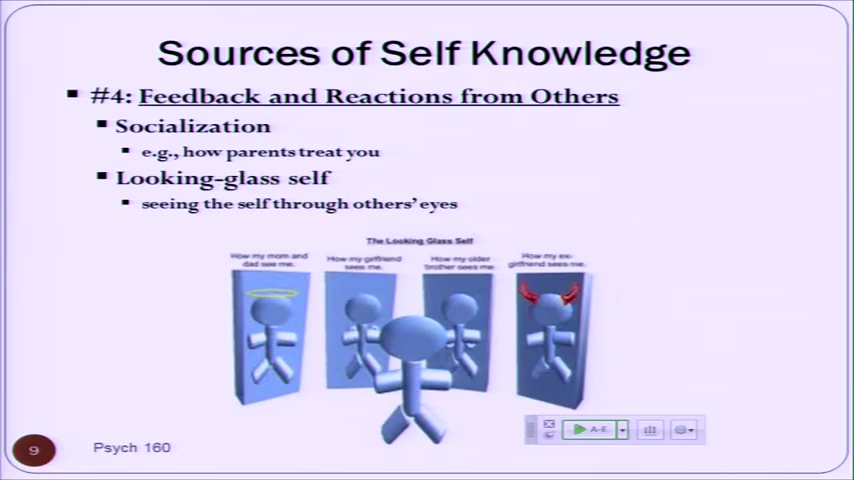 Sources of Self Knowledge
#4: Feedback and Reactions from Others
Socialization
e.g., how parents treat you
Looking-glass self
seeing the self through others' eyes
The Looking Glass Self
How my mom and
dad see me.
How my girlfriend
sees me.
How my older
brother sees me
How my ex-
girlfriend sees me.
A-E
9
Psych 160